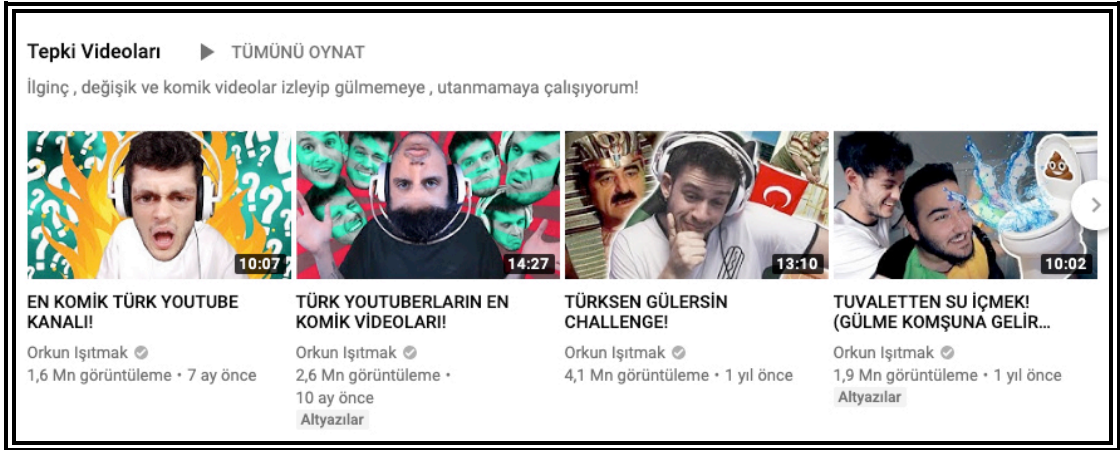 Tepki Videoları TÜMÜNÜ OYNAT
İlginç , değişik ve komik videolar izleyip gülmemeye , utanmamaya çalışıyorum!
10:07
14:27
13:10
10:02
EN KOMİK TÜRK YOUTUBE
KANALI!
Orkun Işıtmak
1,6 Mn görüntüleme • 7 ay önce
TÜRK YOUTUBERLARIN EN
KOMİK VİDEOLARI!
Orkun Işıtmak
2,6 Mn görüntüleme •
10 ay önce
Altyazılar
TÜRKSEN GÜLERSİN
CHALLENGE!
Orkun Işıtmak
4,1 Mn görüntüleme • 1 yıl önce
TUVALETTEN SU İÇMEK!
(GÜLME KOMŞUNA GELİR...
Orkun Işıtmak
1,9 Mn görüntüleme • 1 yıl önce
Altyazılar